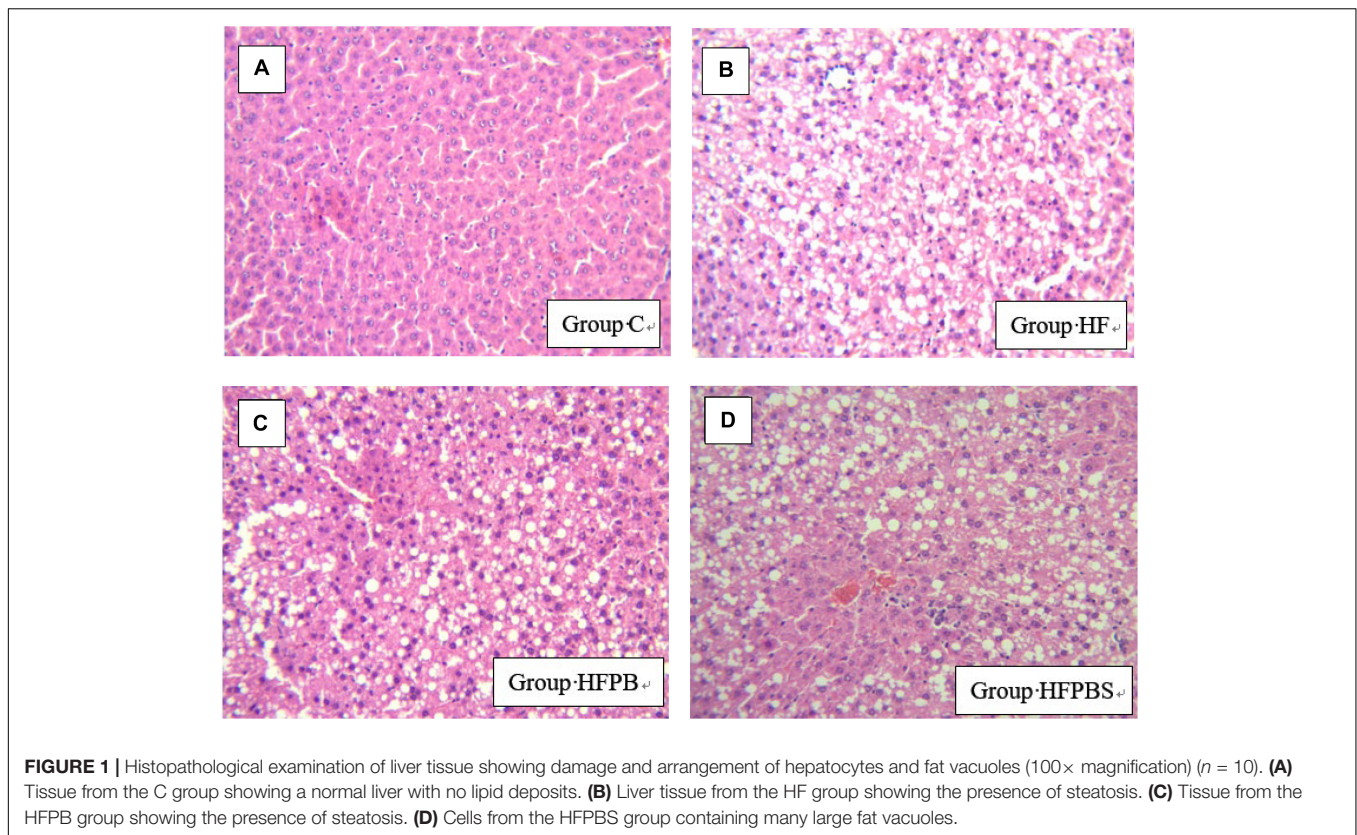 A
B
Group·C↵
Group·HF↵
C
D
Group·HFPB↵
Group·HFPBS↵
FIGURE 1 | Histopathological examination of liver tissue showing damage and arrangement of hepatocytes and fat vacuoles (100× magnification) (n = 10). (A)
Tissue from the C group showing a normal liver with no lipid deposits. (B) Liver tissue from the HF group showing the presence of steatosis. (C) Tissue from the
HFPB group showing the presence of steatosis. (D) Cells from the HFPBS group containing many large fat vacuoles.